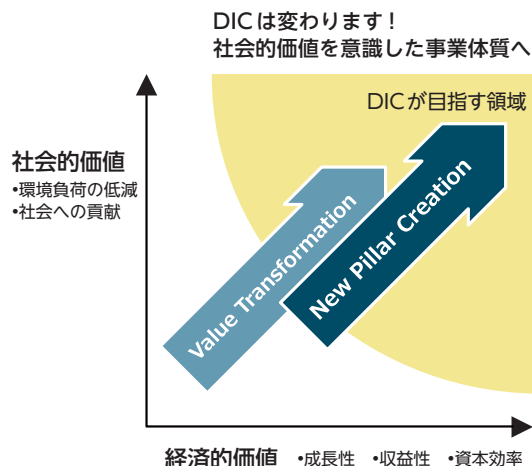 DICは変わります！
社会的価値を意識した事業体質へ
DICが目指す領域
社会的価値
•環境負荷の低減
•社会への貢献
Value Transformation
New Pillar Creation
経済的価値 •成長性 •収益性 •資本効率